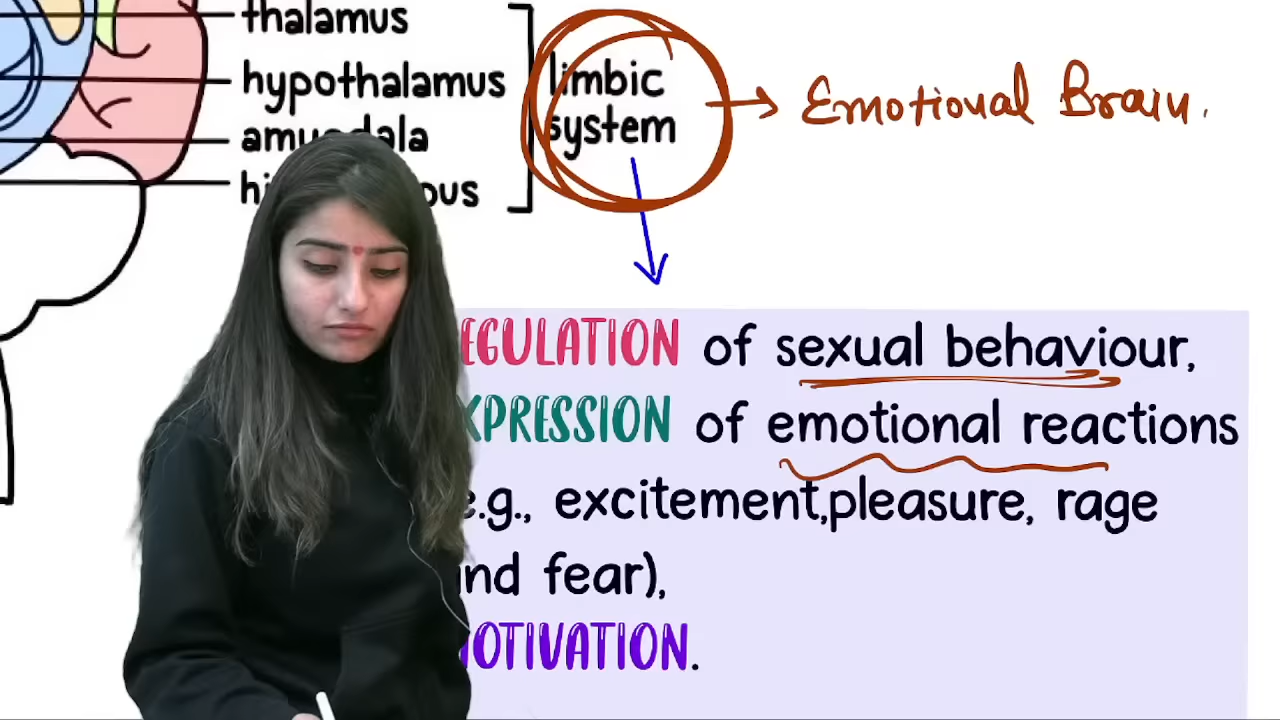 thalamus
hypothalamus
limbic
system
Emotional Brain.
EGULATION of sexual behaviour,
XPRESSION of emotional reactions
e.g., excitement,pleasure, rage
nd fear),
OTIVATION.